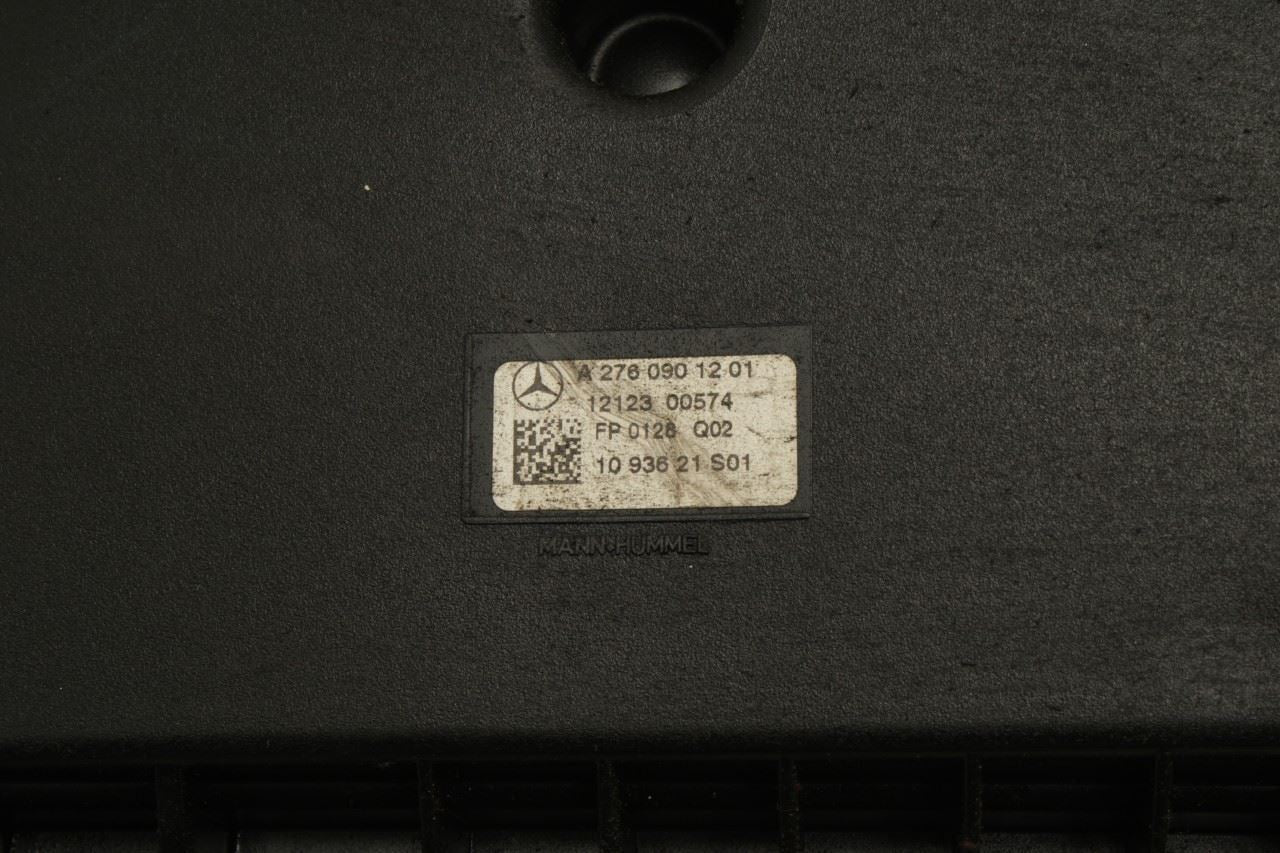 A 276 090 12 01
12123 00574
FP 0128 Q02
10 936 21 S01
MANN+HUMMEL